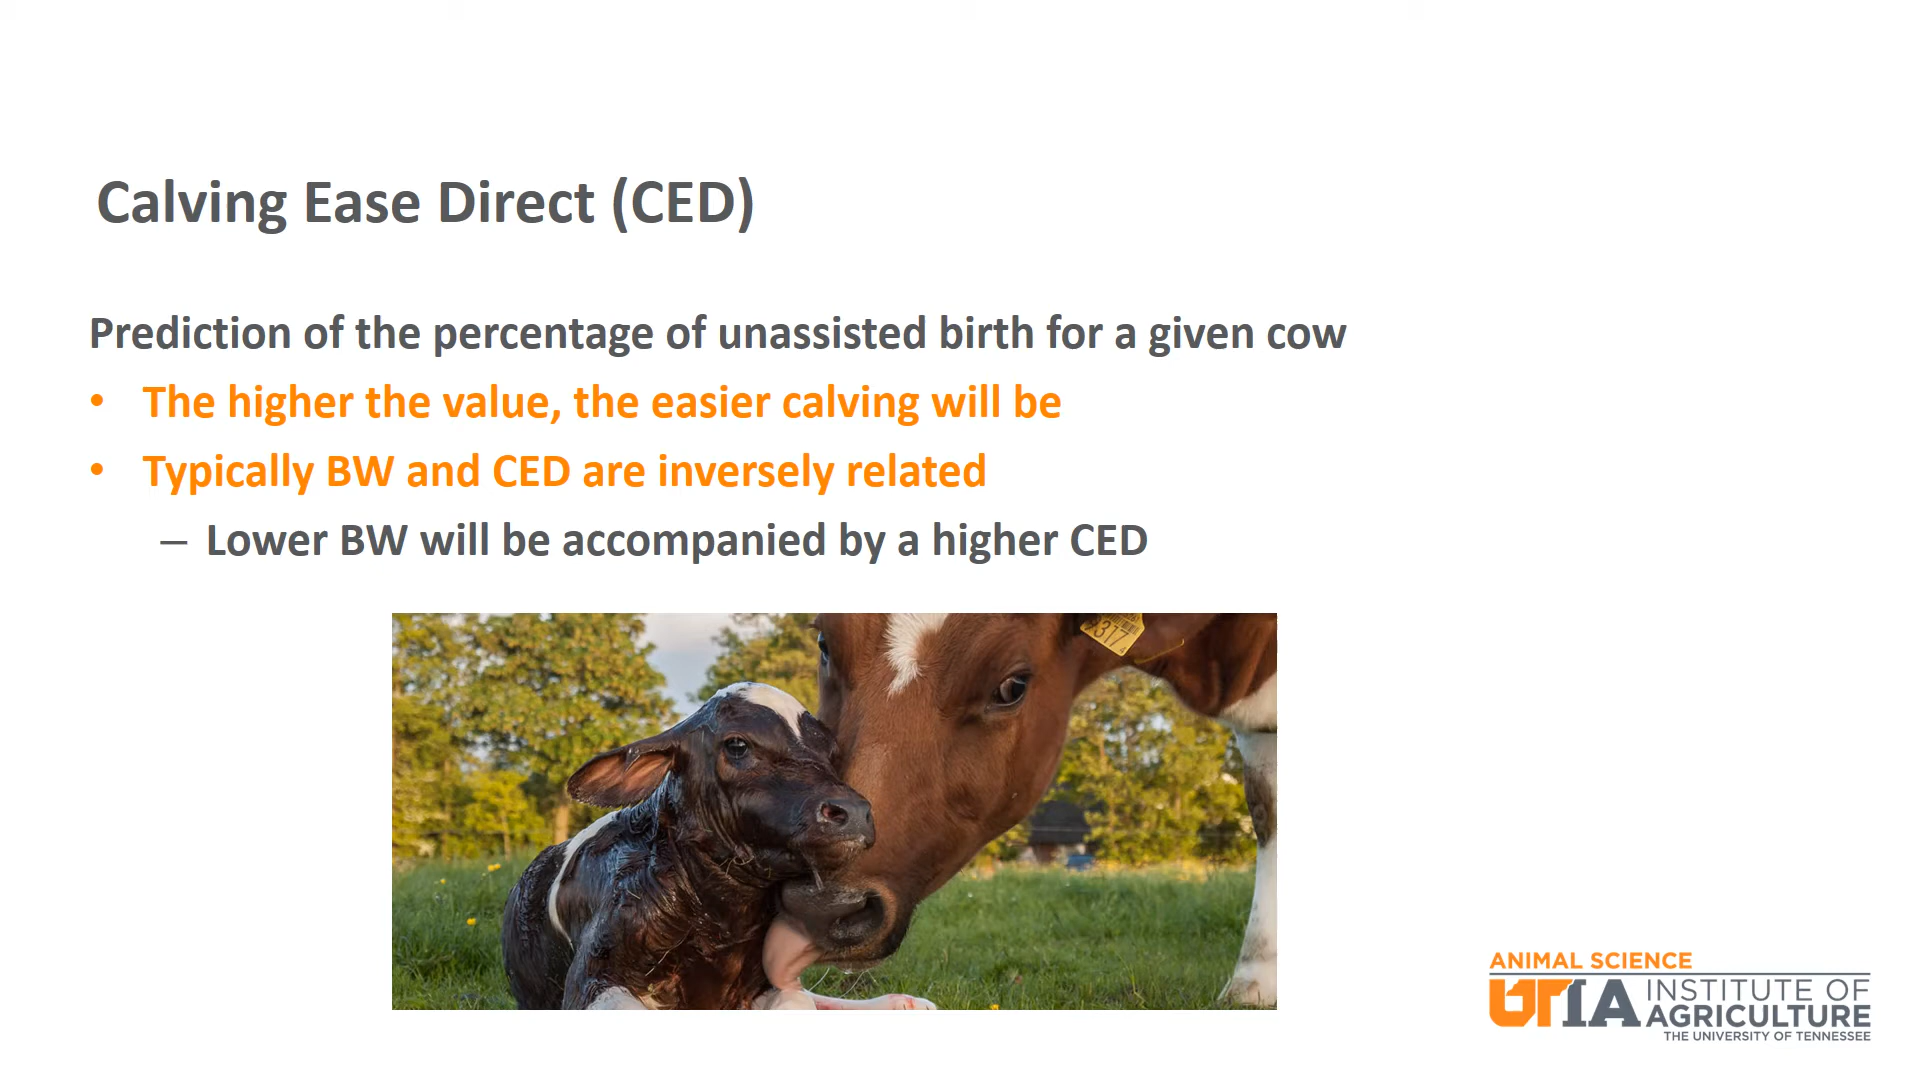 Calving Ease Direct (CED)
Prediction of the percentage of unassisted birth for a given cow
• The higher the value, the easier calving will be
• Typically BW and CED are inversely related
– Lower BW will be accompanied by a higher CED
317
ANIMAL SCIENCE
UTIA INSTITUTE OF
AGRICULTURE
THE UNIVERSITY OF TENNESSEE